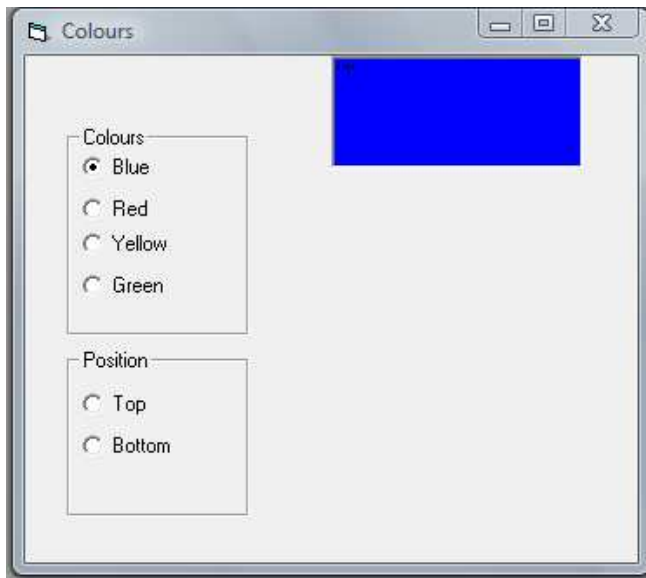 Colours
Colours
Blue
Red
Yellow
Green
Position
Top
Bottom